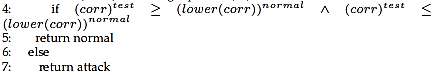 4: if (corr)^{test} ≥ (lower(corr))^{normal} ∧ (corr)^{test} ≤
(lower(corr))^{normal}
5: return normal
6: else
7: return attack